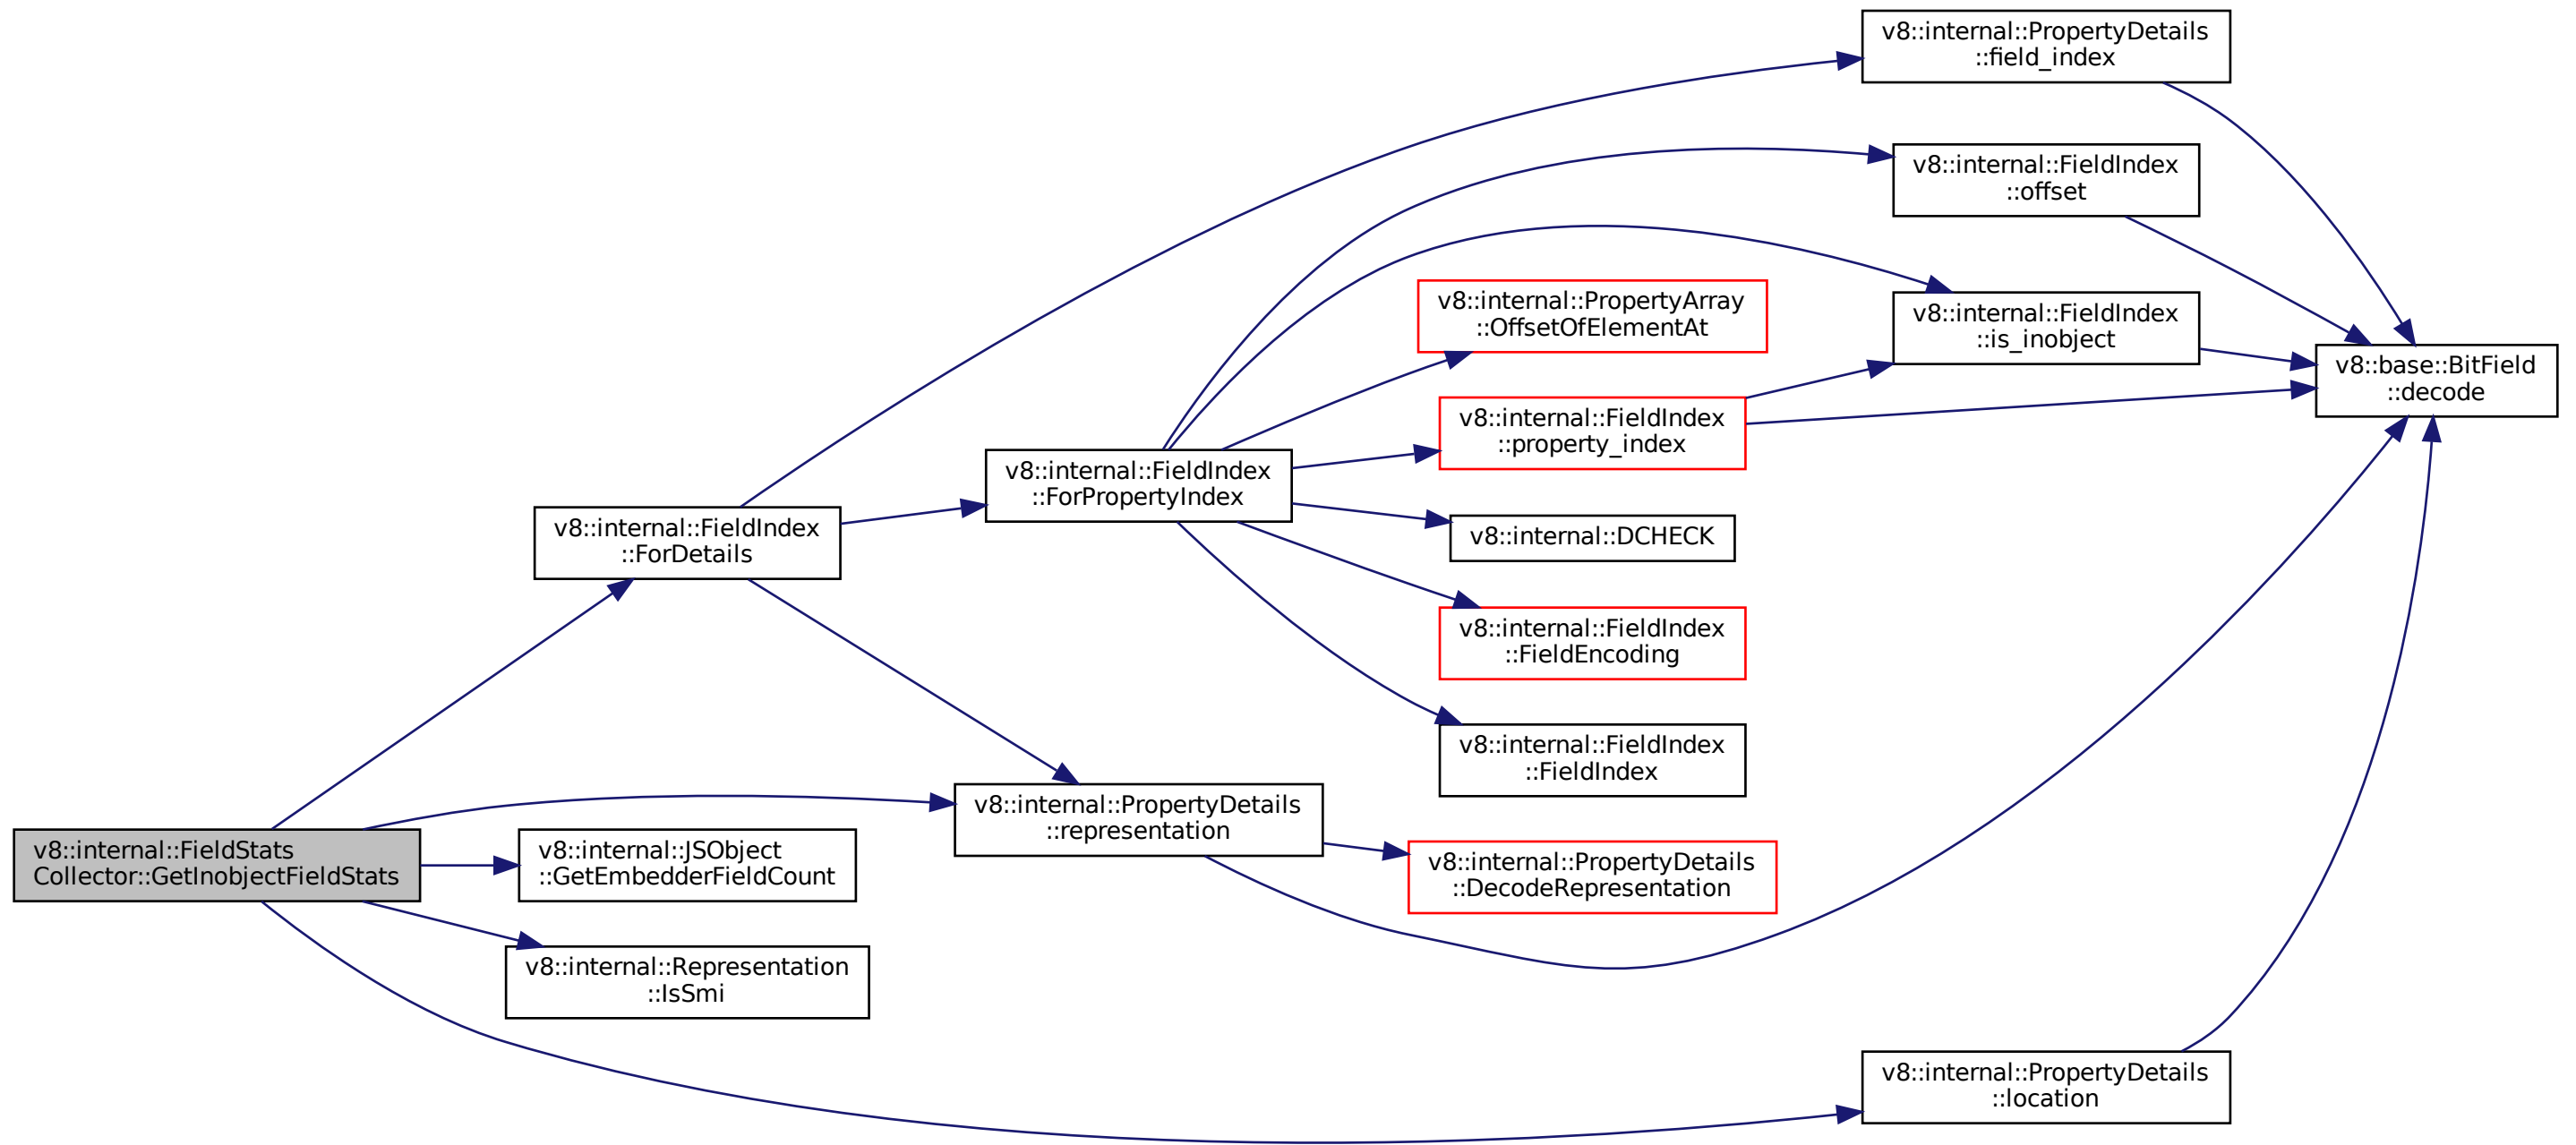 v8::internal::PropertyDetails
::field_index
v8::internal::FieldIndex
::offset
v8::internal::PropertyArray
::OffsetOfElementAt
v8::internal::FieldIndex
::is_inobject
v8::base::BitField
::decode
v8::internal::FieldIndex
::property_index
v8::internal::FieldIndex
::ForPropertyIndex
v8::internal::FieldIndex
::ForDetails
v8::internal::DCHECK
v8::internal::FieldIndex
::FieldEncoding
v8::internal::FieldIndex
::FieldIndex
v8::internal::PropertyDetails
::representation
v8::internal::FieldStats
Collector::GetInobjectFieldStats
v8::internal::JSObject
::GetEmbedderFieldCount
v8::internal::PropertyDetails
::DecodeRepresentation
v8::internal::Representation
::IsSmi
v8::internal::PropertyDetails
::location